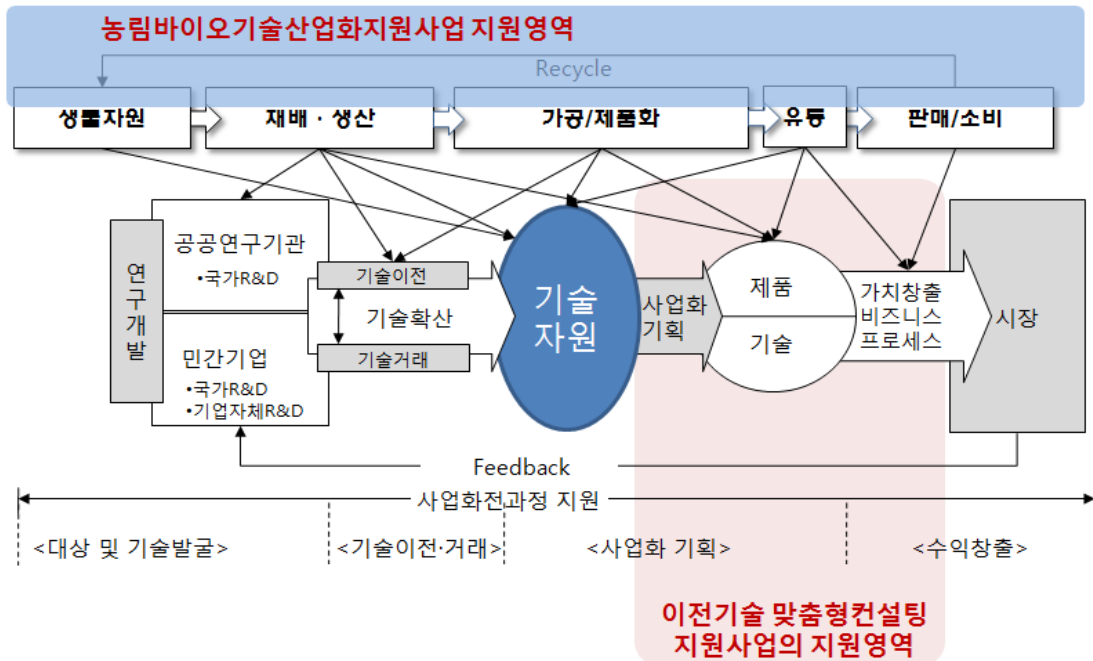 농림바이오기술산업화지원사업 지원영역
Recycle
생물자원
재배 · 생산
가공/제품화
유통
판매/소비
연구개발
공공연구기관
•국가R&D
민간기업
•국가R&D
•기업자체R&D
기술이전
기술확산
기술거래
기술
자원
사업화
기획
제품
기술
가치창출
비즈니스
프로세스
시장
Feedback
사업화전과정 지원
<대상 및 기술발굴>
<기술이전·거래>
<사업화 기획>
<수익창출>
이전기술 맞춤형컨설팅
지원사업의 지원영역